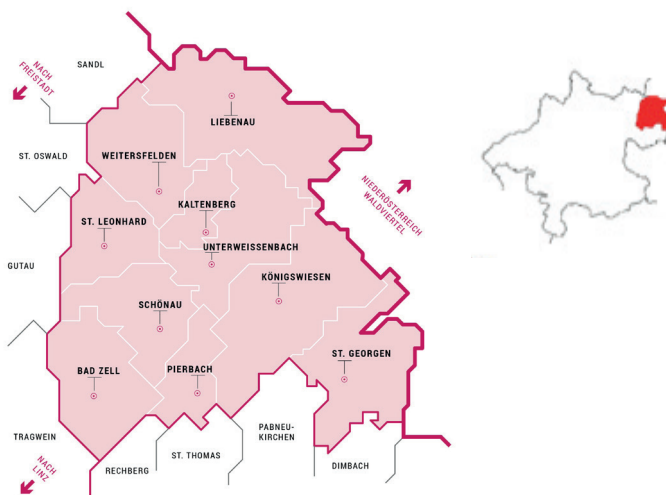 SANDL
NACH
FREISTADT
LIEBENAU
ST. OSWALD
WEITERSFELDEN
NIEDERÖSTERREICH
WALDVIERTEL
KALTENBERG
ST. LEONHARD
UNTERWEISSENBACH
GUTAU
KÖNIGSWIESEN
SCHÖNAU
ST. GEORGEN
BAD ZELL
PIERBACH
PABNEU-
KIRCHEN
TRAGWEIN
ST. THOMAS
RECHBERG
DIMBACH
NACH
LINZ